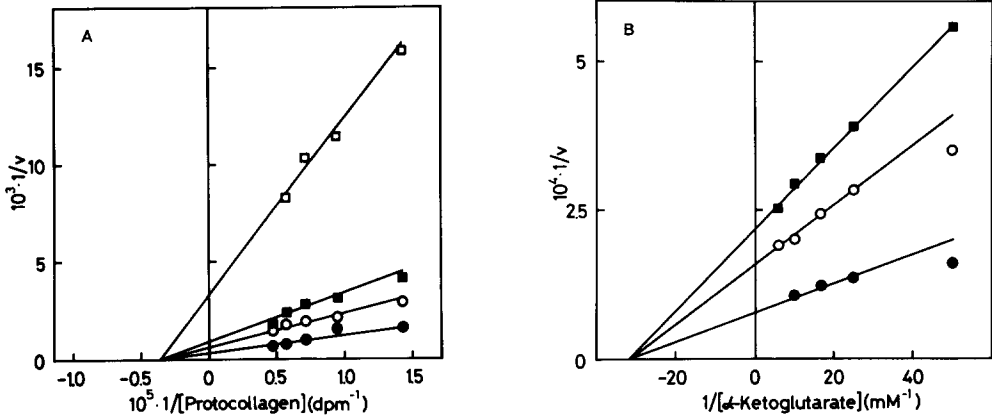 A
15
10
5
0
10³·1/v
-1.0
-0.5
0
0.5
1.0
1.5
10⁵·1/[Protocollagen](dpm⁻¹)
B
5
2.5
0
10⁴·1/v
-20
0
20
40
1/[α-Ketoglutarate](mM⁻¹)